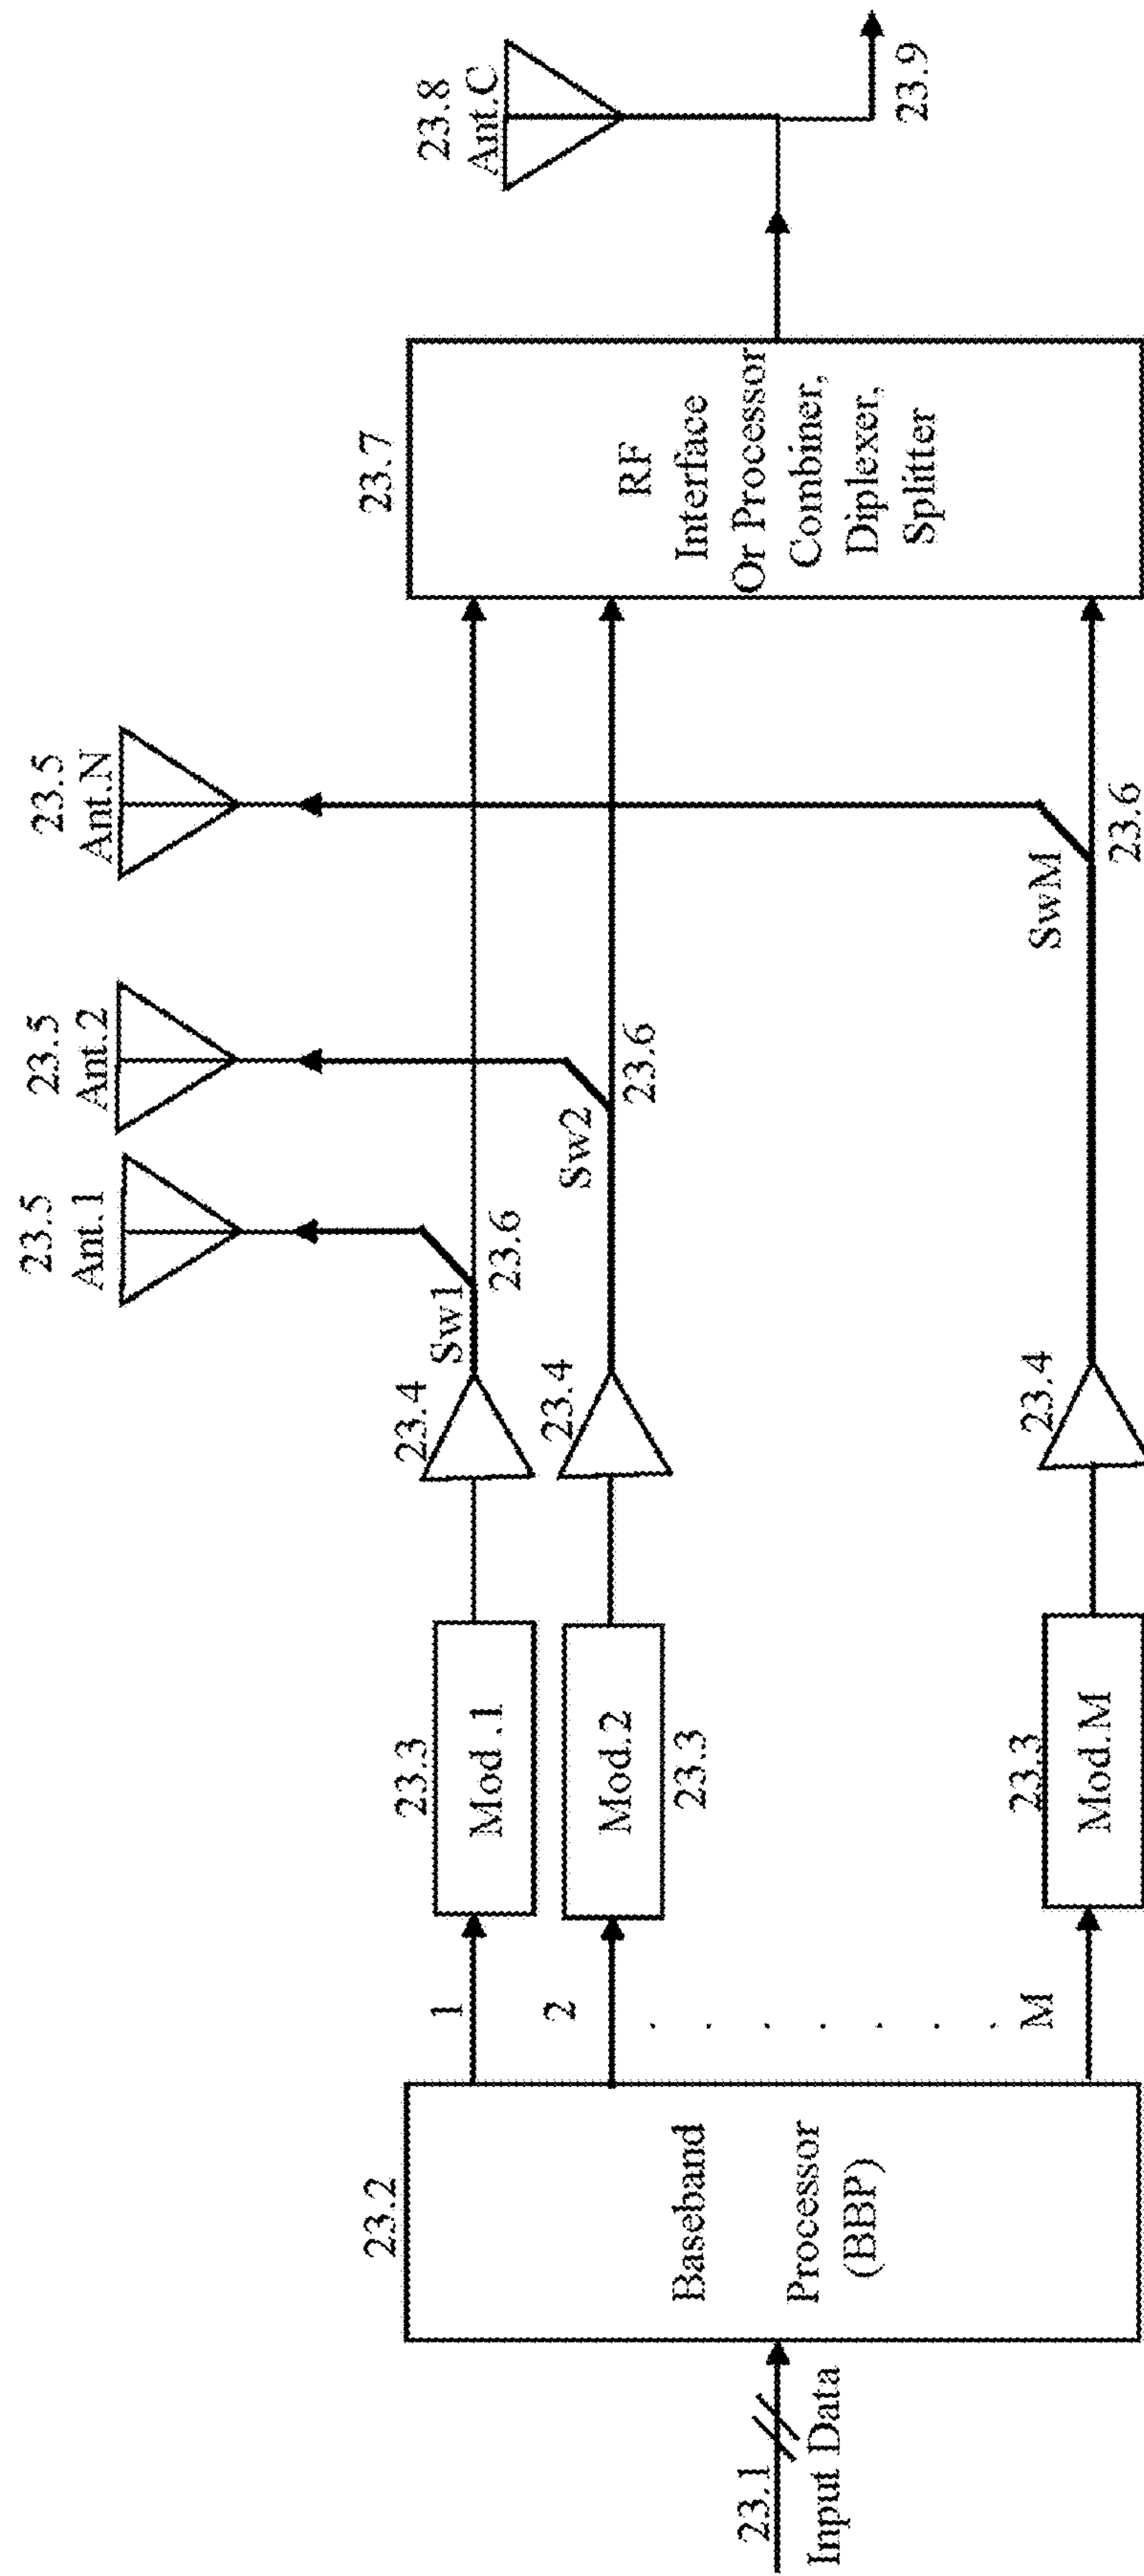 23.1
Input Data
23.2
Baseband
Processor
(BBP)
1
2
. . . . . . .
M
23.3
Mod.1
Mod.2
23.3
23.3
Mod.M
23.4
23.4
23.4
Sw1
23.6
Sw2
23.6
SwM
23.6
23.5
Ant.1
23.5
Ant.2
23.5
Ant.N
23.7
RF
Interface
Or Processor
Combiner,
Diplexer,
Splitter
23.8
Ant.C
23.9